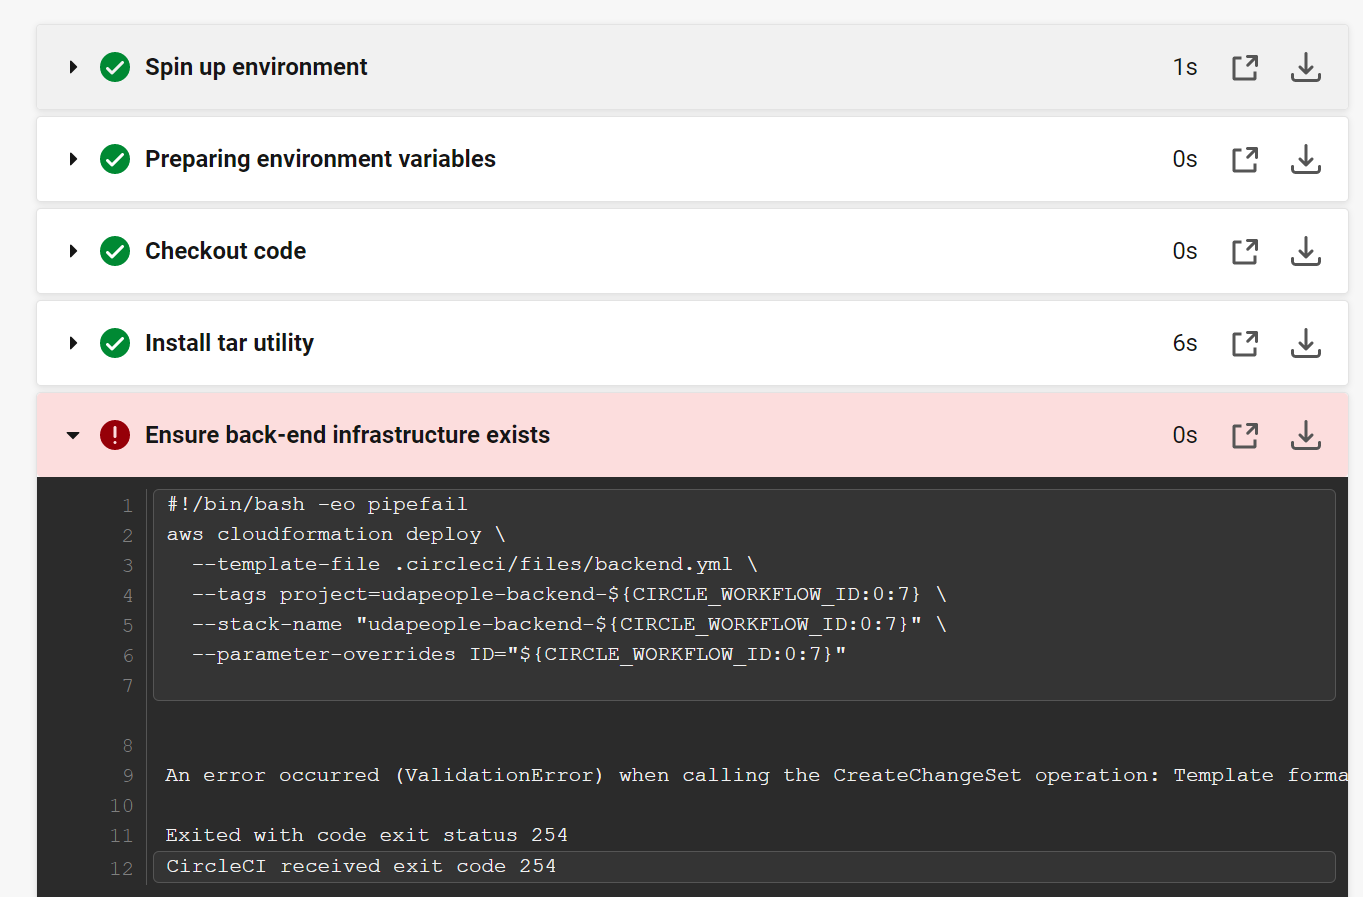 Spin up environment 1s
Preparing environment variables 0s
Checkout code 0s
Install tar utility 6s
Ensure back-end infrastructure exists 0s
1 #!/bin/bash -eo pipefail
2 aws cloudformation deploy \
3 --template-file .circleci/files/backend.yml \
4 --tags project=udapeople-backend-${CIRCLE_WORKFLOW_ID:0:7} \
5 --stack-name "udapeople-backend-${CIRCLE_WORKFLOW_ID:0:7}" \
6 --parameter-overrides ID="${CIRCLE_WORKFLOW_ID:0:7}"
7
8
9 An error occurred (ValidationError) when calling the CreateChangeSet operation: Template forma
10
11 Exited with code exit status 254
12 CircleCI received exit code 254